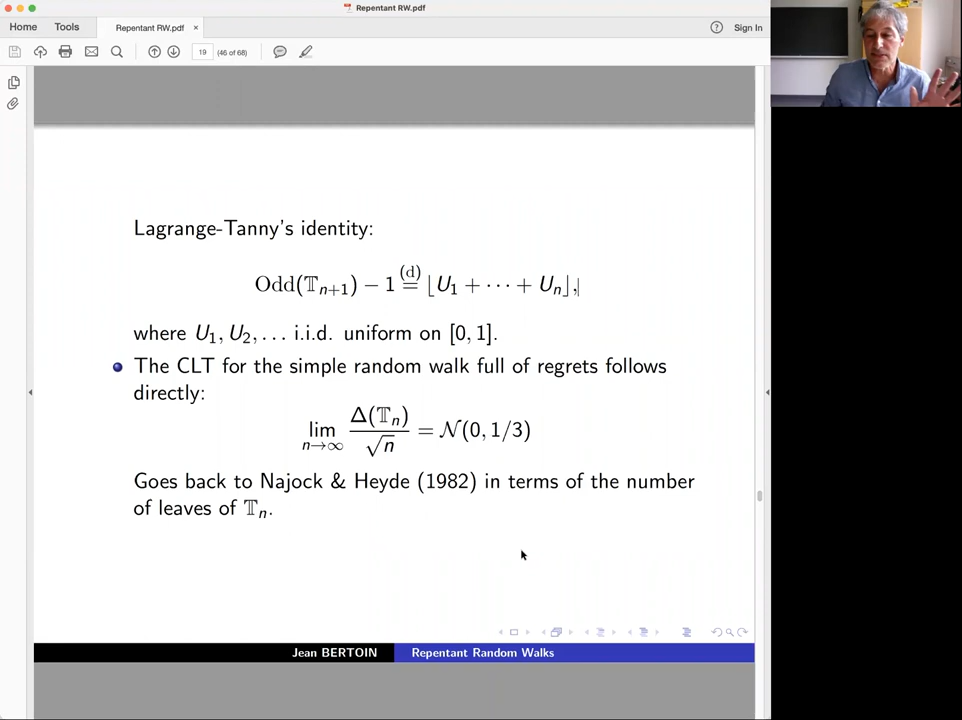 Repentant RW.pdf
Home Tools Repentant RW.pdf × ? Sign In
19 (46 of 68)
Lagrange-Tanny's identity:
Odd(𝕋ₙ₊₁) − 1 (d)= ⌊U₁ + ··· + Uₙ⌋,
where U₁, U₂, ... i.i.d. uniform on [0, 1].
The CLT for the simple random walk full of regrets follows
directly:
lim n→∞ Δ(𝕋ₙ)/√n = 𝒩(0, 1/3)
Goes back to Najock & Heyde (1982) in terms of the number
of leaves of 𝕋ₙ.
Jean BERTOIN Repentant Random Walks